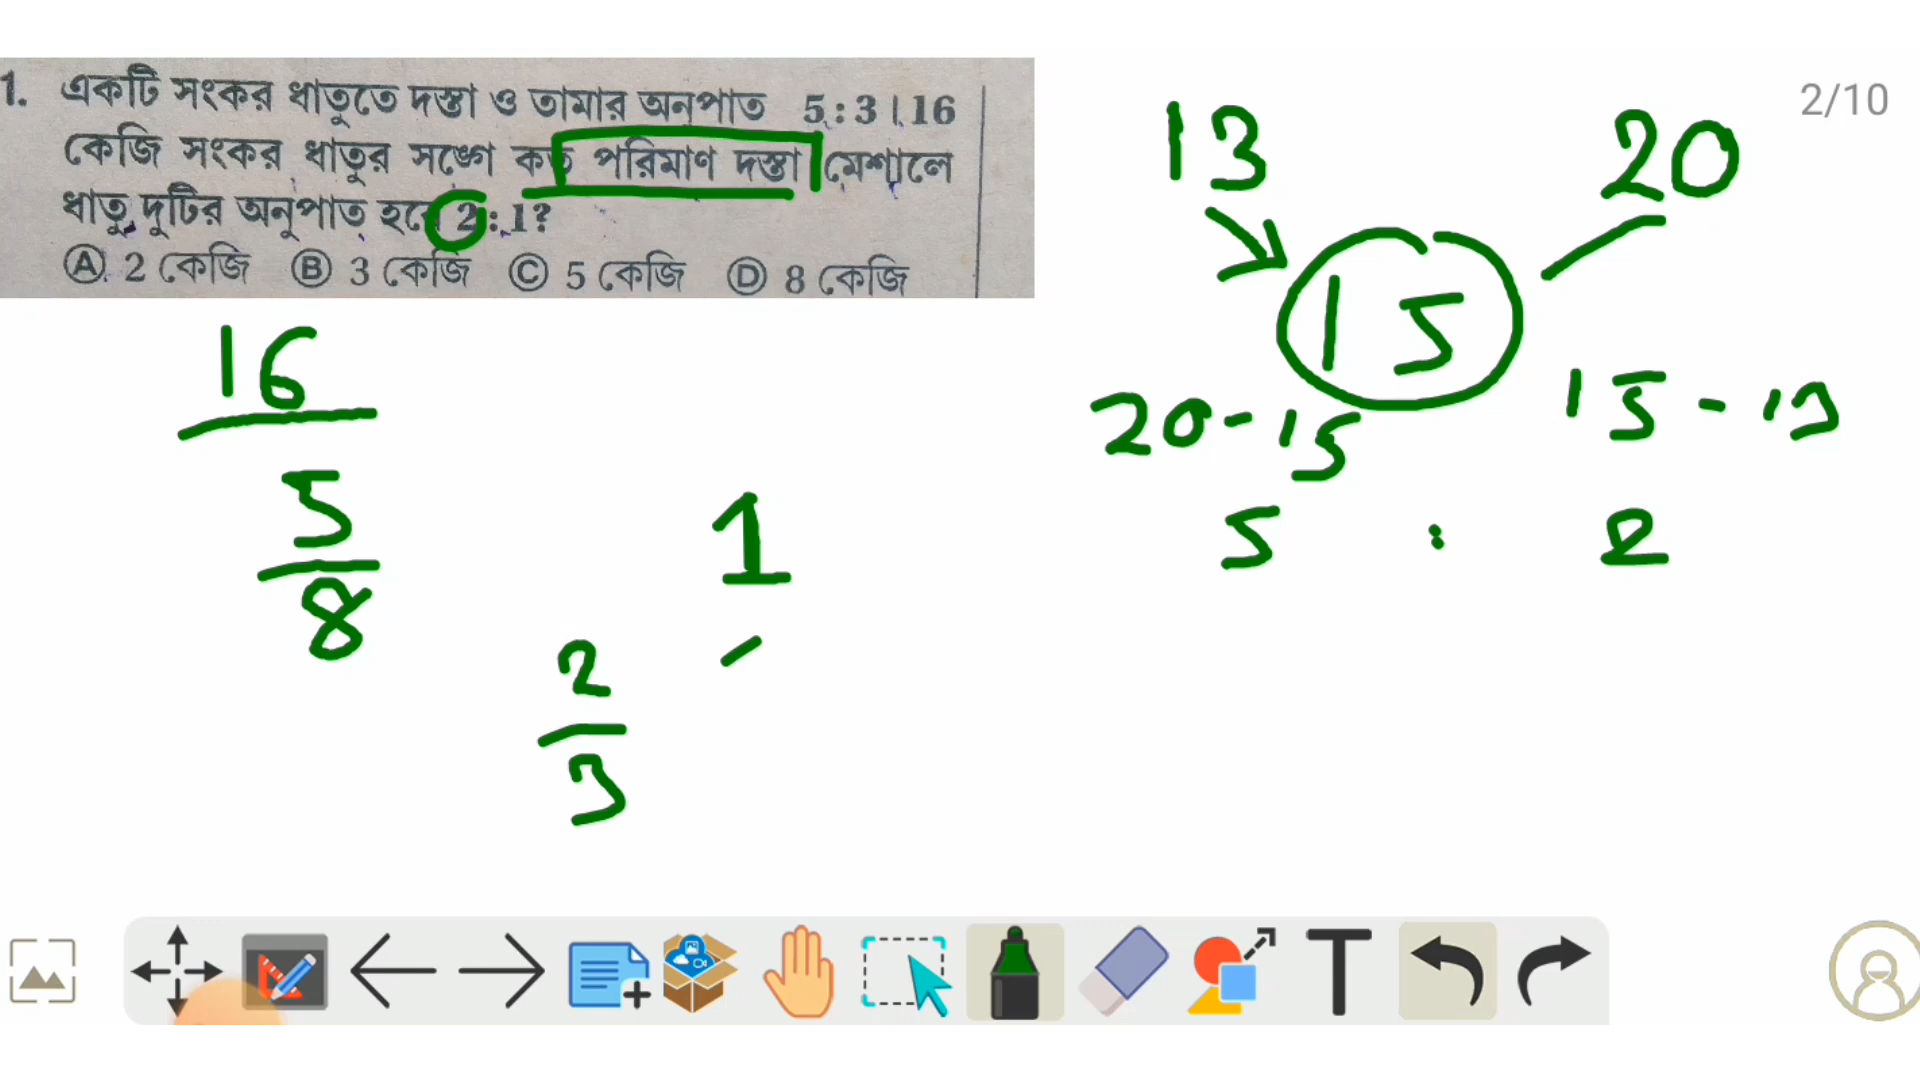 1. একটি সংকর ধাতুতে দস্তা ও তামার অনুপাত 5 : 3 । 16
কেজি সংকর ধাতুর সঙ্গে কত পরিমাণ দস্তা মেশালে
ধাতু দুটির অনুপাত হবে 2 : 1?
Ⓐ 2 কেজি Ⓑ 3 কেজি Ⓒ 5 কেজি Ⓓ 8 কেজি
2/10
13 20
15
20-15 15-13
5 : 2
16
5
8
1
2
3
T